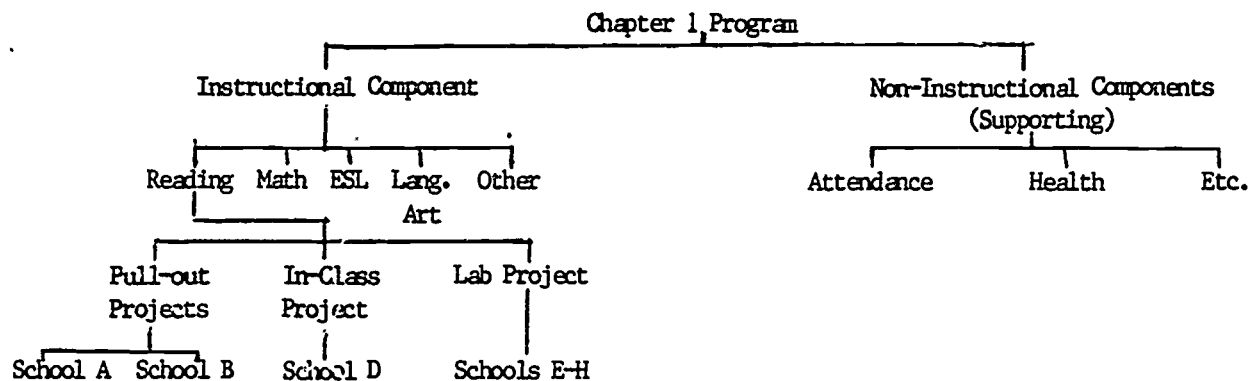 Chapter 1 Program
Instructional Component
Non-Instructional Components
(Supporting)
Reading Math ESL Lang. Other
Art
Attendance Health Etc.
Pull-out In-Class Lab Project
Projects Project
School A School B School D Schools E-H